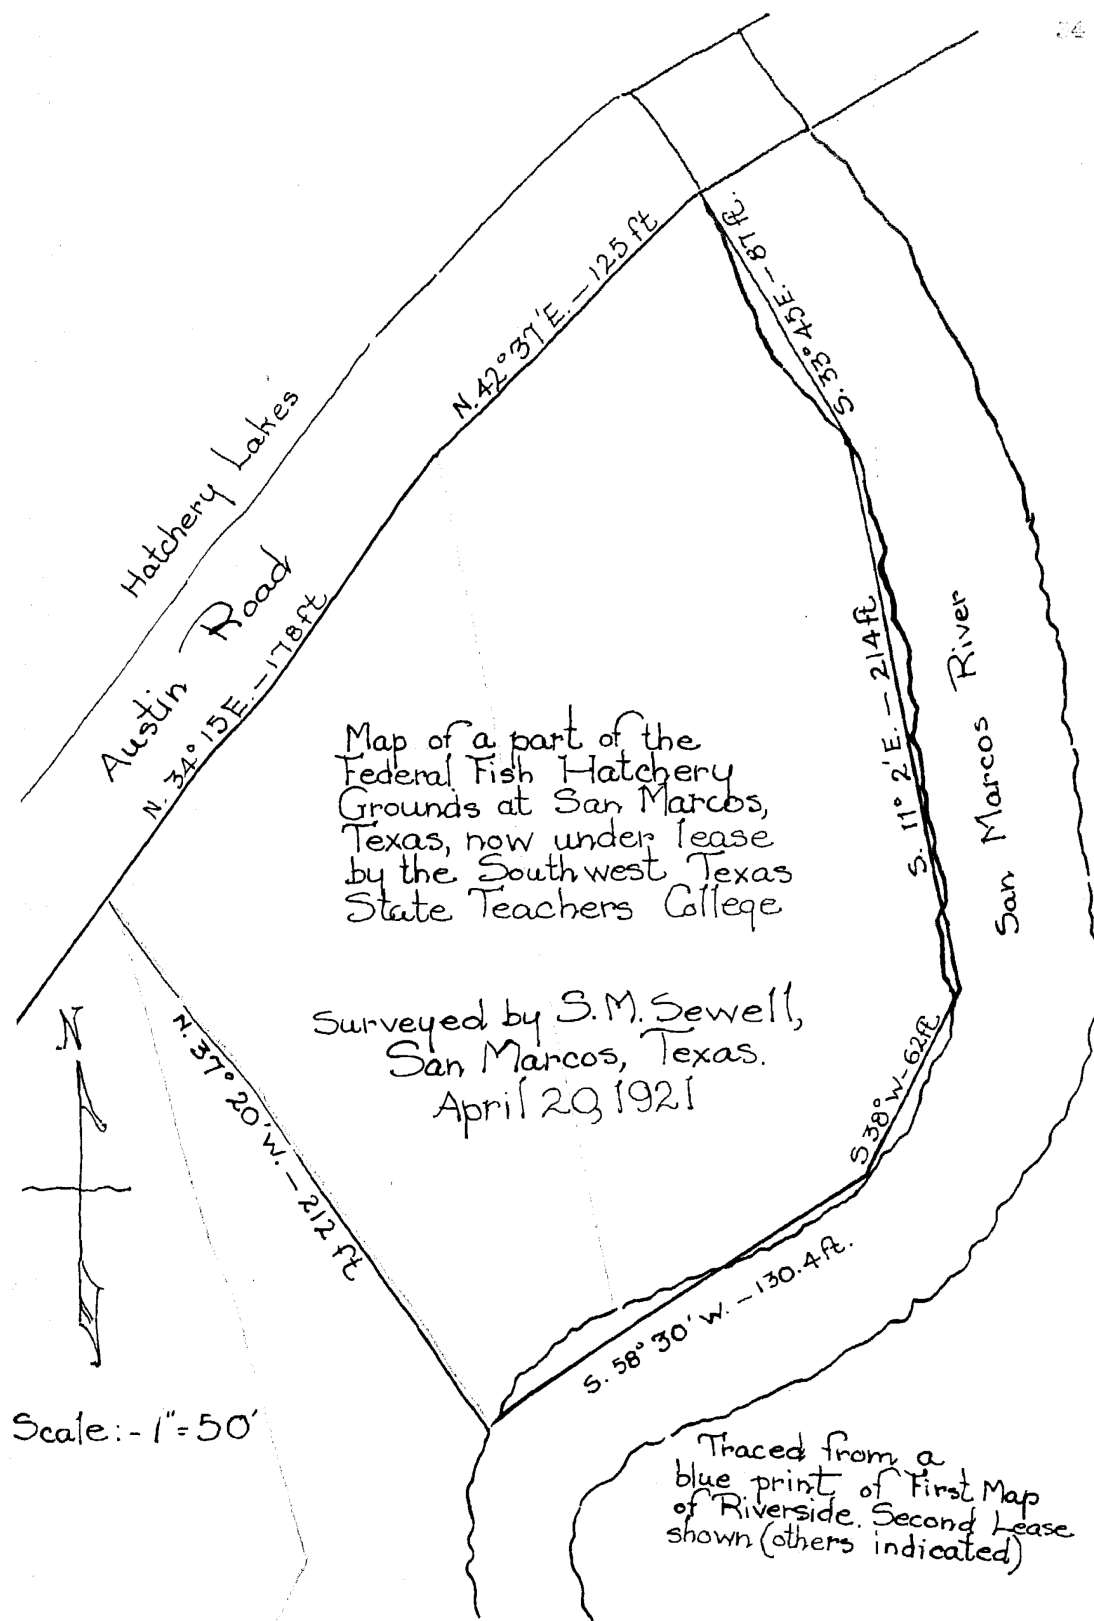 34
N. 42° 37' E. - 125 ft
S. 33° 45 E. - 87 ft.
Hatchery Lakes
Austin Road
N. 34° 15 E. - 178 ft
S. 11° 2' E. - 214 ft
San Marcos River
Map of a part of the
Federal Fish Hatchery
Grounds at San Marcos,
Texas, now under lease
by the Southwest Texas
State Teachers College
Surveyed by S. M. Sewell,
San Marcos, Texas.
April 20, 1921
N
N. 37° 20' W. - 212 ft
S 38° W - 62 ft.
S. 58° 30' W. - 130.4 ft.
Scale: - 1" = 50'
Traced from a
blue print of First Map
of Riverside. Second Lease
shown (others indicated)